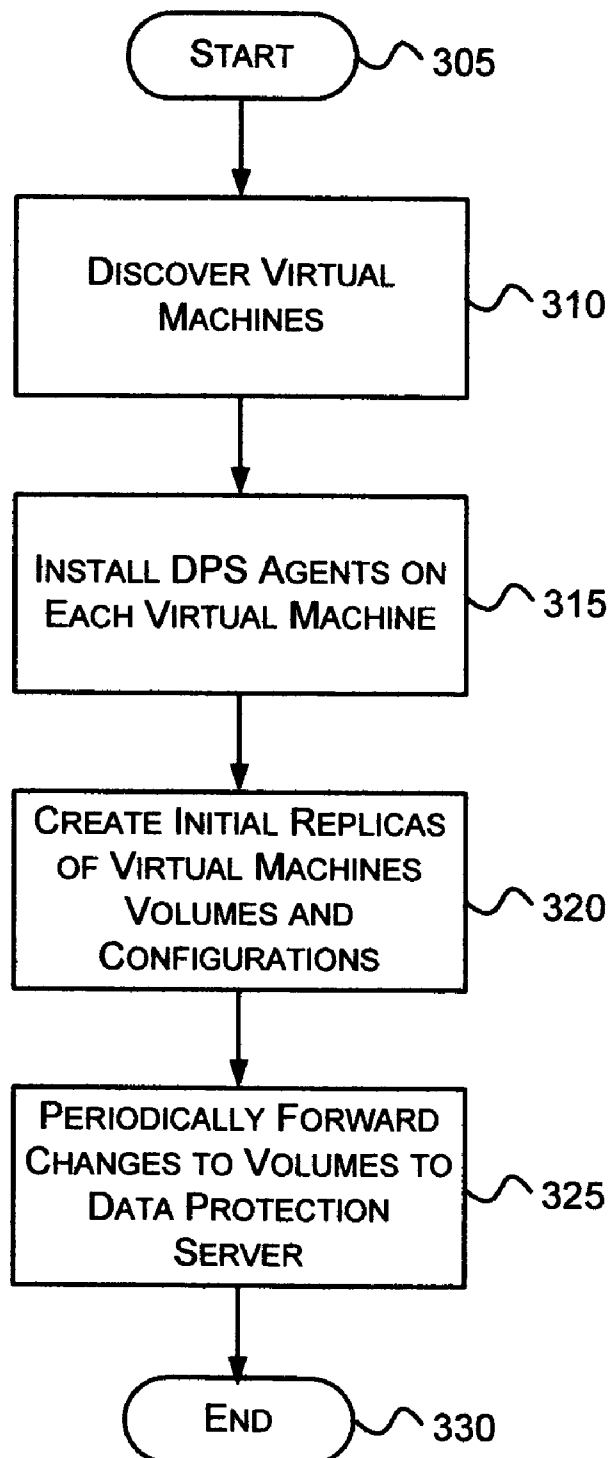 START
305
DISCOVER VIRTUAL
MACHINES
310
INSTALL DPS AGENTS ON
EACH VIRTUAL MACHINE
315
CREATE INITIAL REPLICAS
OF VIRTUAL MACHINES
VOLUMES AND
CONFIGURATIONS
320
PERIODICALLY FORWARD
CHANGES TO VOLUMES TO
DATA PROTECTION
SERVER
325
END
330